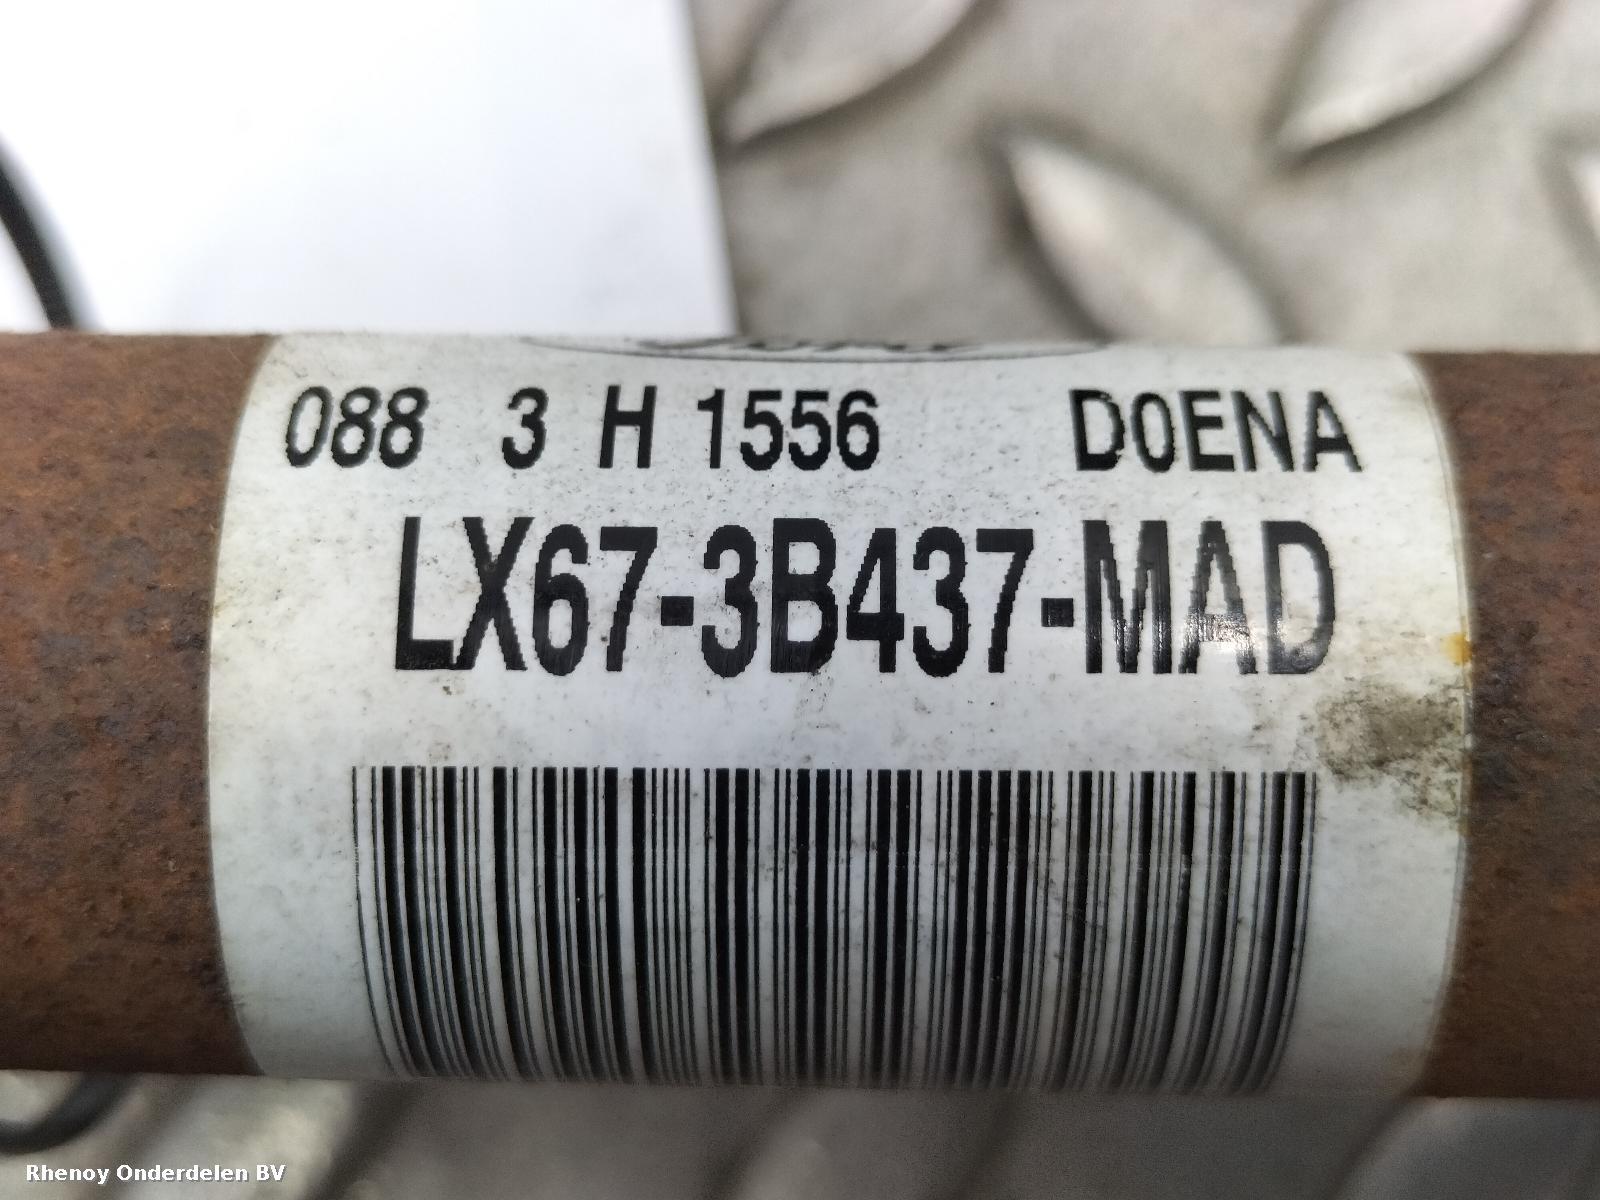 088 3 H 1556 D0ENA
LX67-3B437-MAD
Rhenoy Onderdelen BV